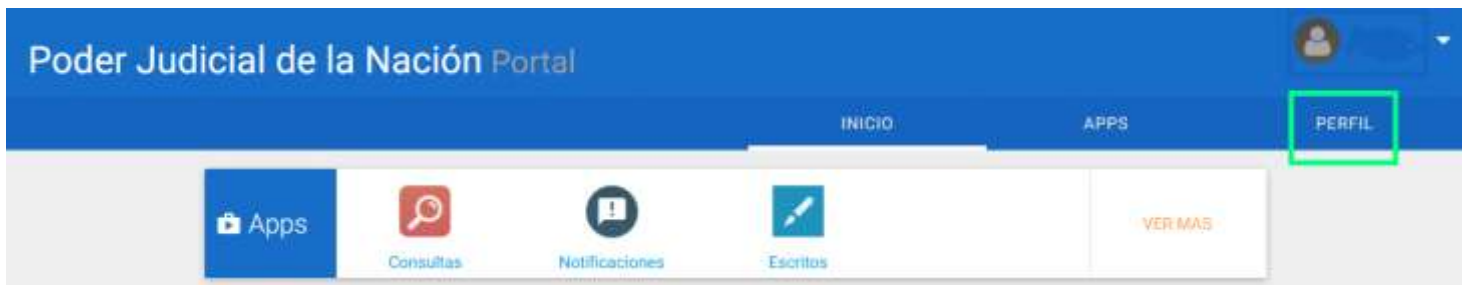 Poder Judicial de la Nación Portal
INICIO APPS PERFIL
Apps
Consultas Notificaciones Escritos
VER MAS